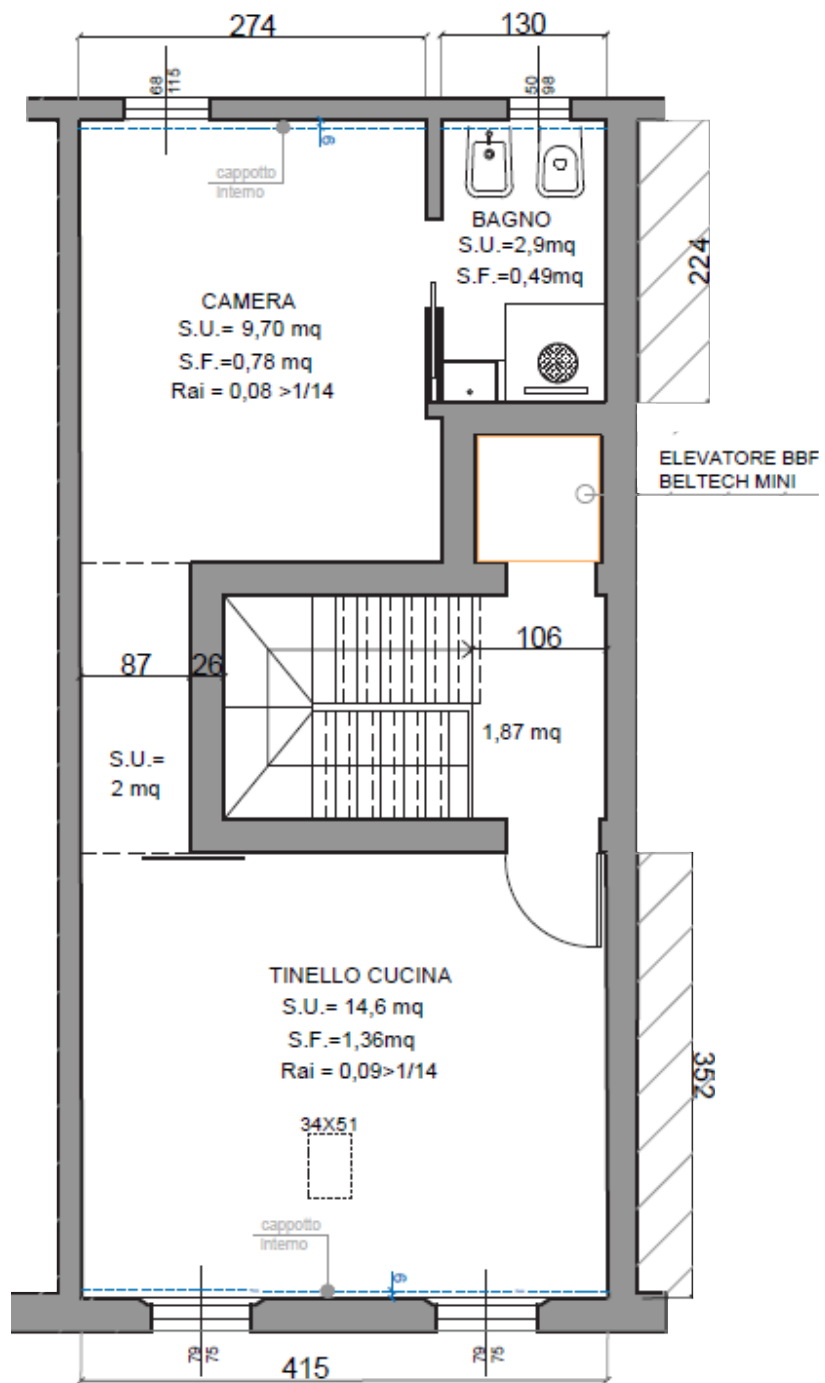 274
130
68
115
50
98
6
cappotto
interno
BAGNO
S.U.=2,9mq
S.F.=0,49mq
224
CAMERA
S.U.= 9,70 mq
S.F.=0,78 mq
Rai = 0,08 >1/14
ELEVATORE BBF
BELTECH MINI
87
26
106
1,87 mq
S.U.=
2 mq
TINELLO CUCINA
S.U.= 14,6 mq
S.F.=1,36mq
Rai = 0,09>1/14
352
34X51
cappotto
interno
6
79
75
79
75
415